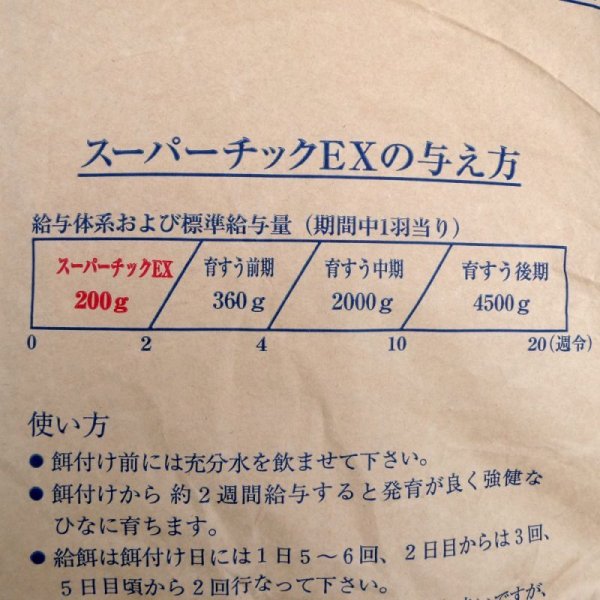 スーパーチックEXの与え方
給与体系および標準給与量（期間中1羽当り）
スーパーチックEX 育すう前期 育すう中期 育すう後期
200g 360g 2000g 4500g
0 2 4 10 20(週令)
使い方
● 餌付け前には充分水を飲ませて下さい。
● 餌付けから 約2週間給与すると発育が良く強健な
ひなに育ちます。
● 給餌は餌付け日には1日5〜6回、2日目からは3回、
5日目頃から2回行なって下さい。
ですが、